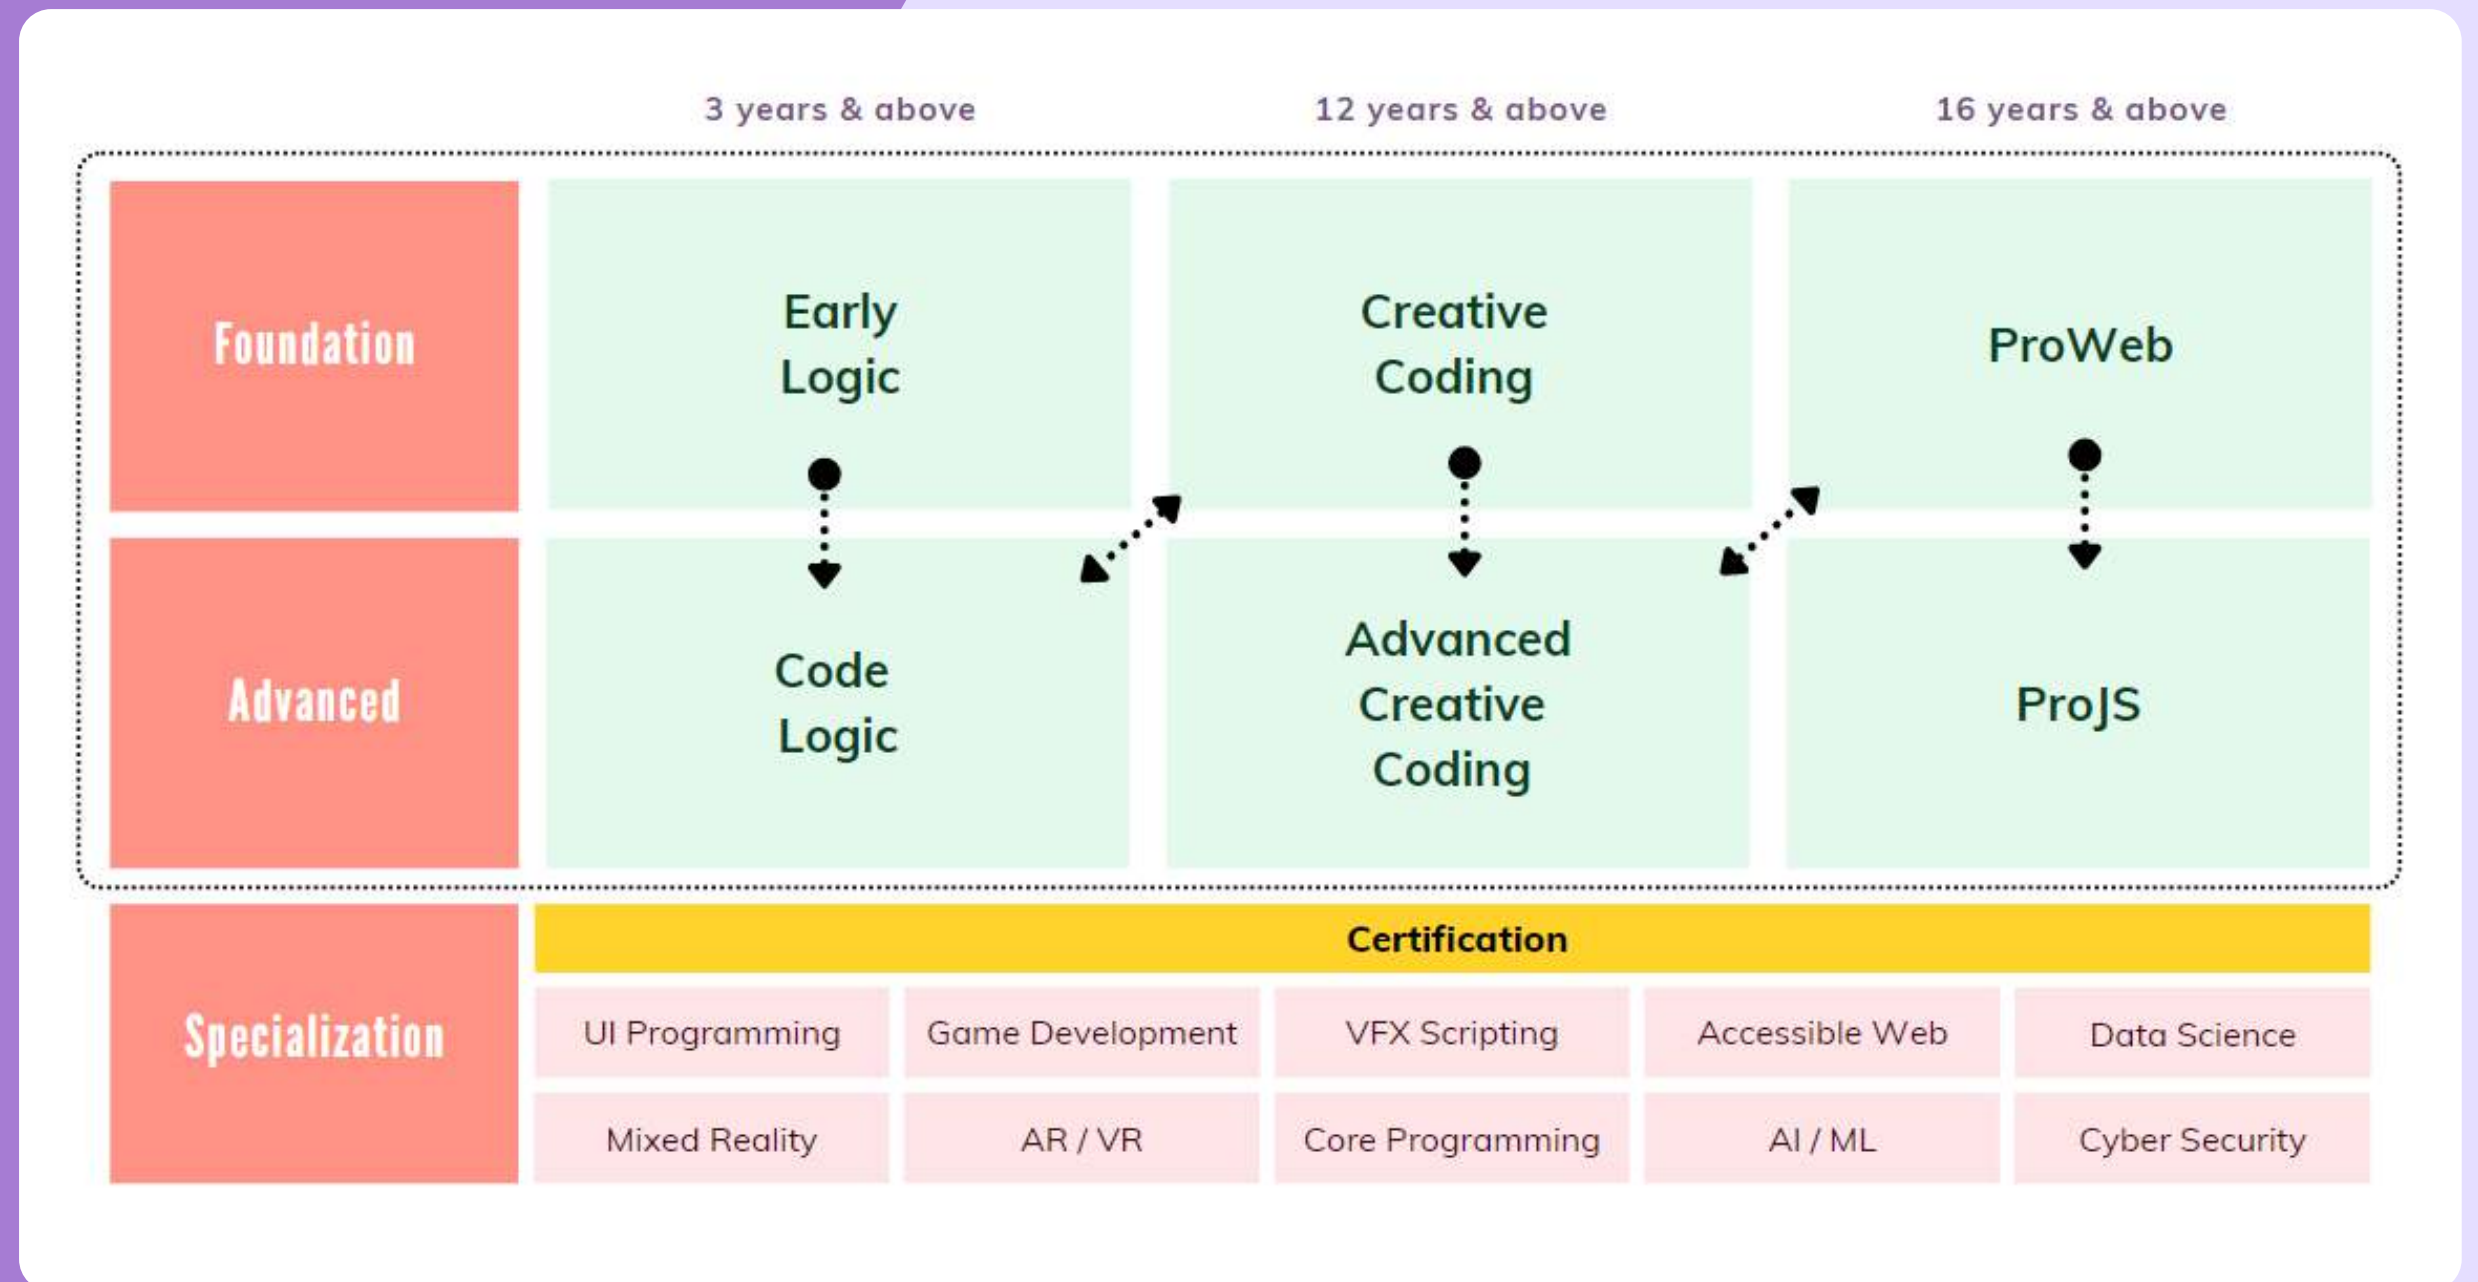 3 years & above
12 years & above
16 years & above
Foundation
Early
Logic
Creative
Coding
ProWeb
Advanced
Code
Logic
Advanced
Creative
Coding
ProJS
Specialization
Certification
UI Programming
Game Development
VFX Scripting
Accessible Web
Data Science
Mixed Reality
AR / VR
Core Programming
AI / ML
Cyber Security